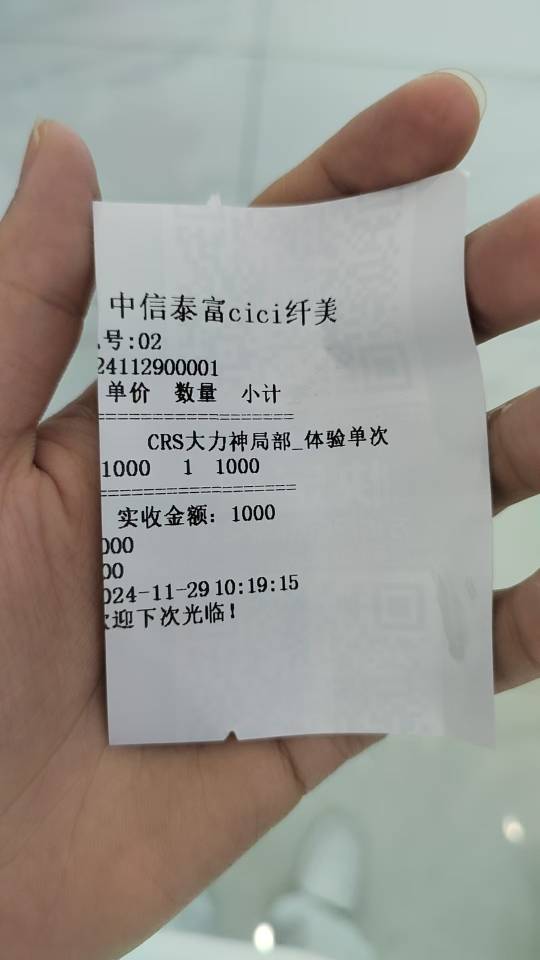 中信泰富cici纤美
号:02
24112900001
单价 数量 小计
==================
CRS大力神局部_体验单次
1000 1 1000
==================
实收金额: 1000
000
00
024-11-29 10:19:15
迎下次光临!